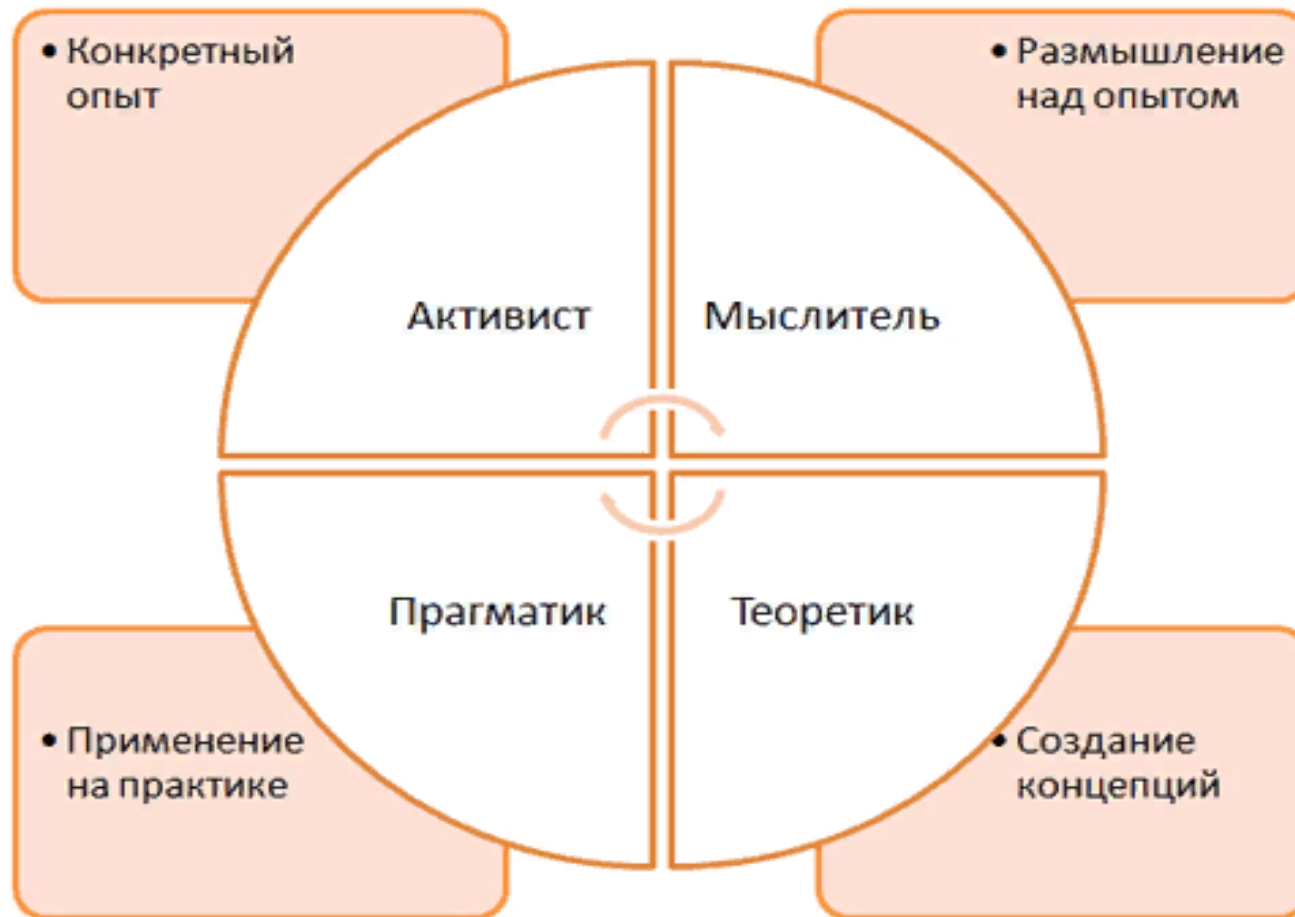 • Конкретный
опыт
• Размышление
над опытом
Активист
Мыслитель
Прагматик
Теоретик
• Применение
на практике
• Создание
концепций